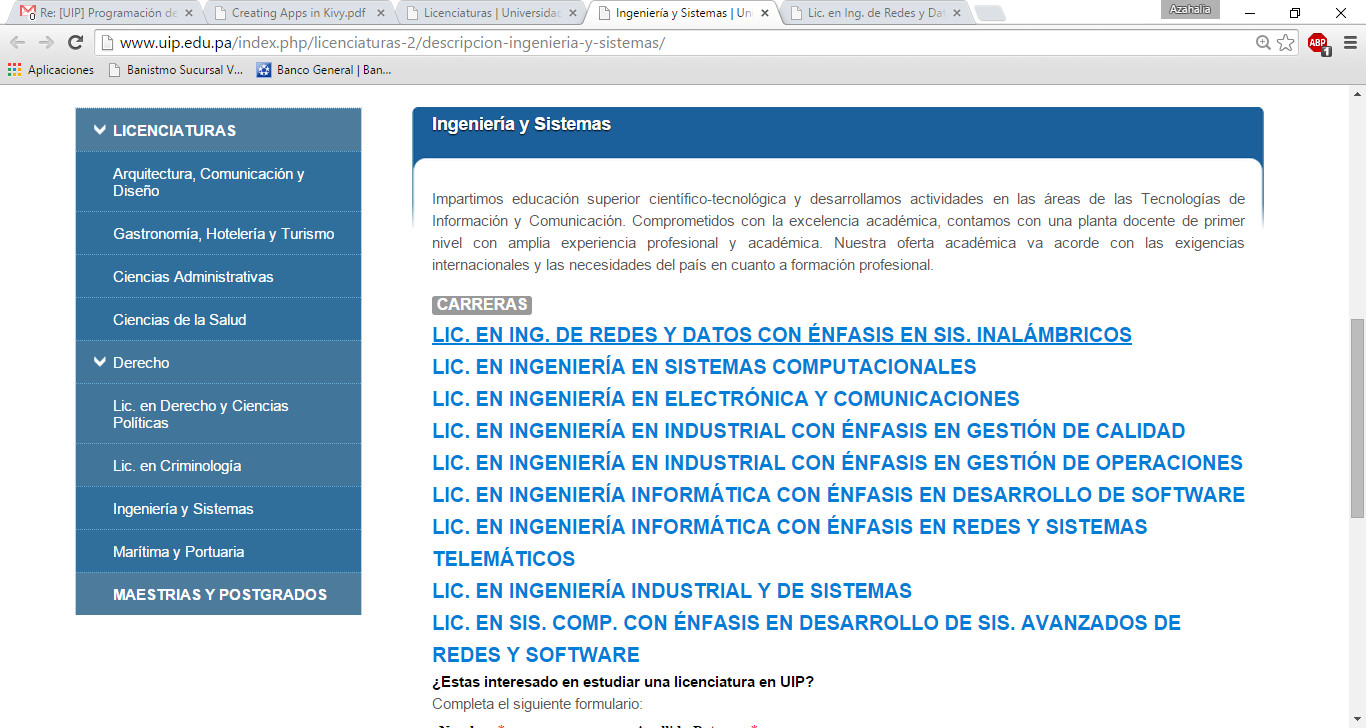 Re: [UIP] Programación de
Creating Apps in Kivy.pdf
Licenciaturas | Universidad
Ingeniería y Sistemas | Un
Lic. en Ing. de Redes y Dat
Azahalia
www.uip.edu.pa/index.php/licenciaturas-2/descripcion-ingenieria-y-sistemas/
ABP
1
Aplicaciones
Banistmo Sucursal V...
Banco General | Ban...
LICENCIATURAS
Arquitectura, Comunicación y
Diseño
Gastronomía, Hotelería y Turismo
Ciencias Administrativas
Ciencias de la Salud
Derecho
Lic. en Derecho y Ciencias
Políticas
Lic. en Criminología
Ingeniería y Sistemas
Marítima y Portuaria
MAESTRIAS Y POSTGRADOS
Ingeniería y Sistemas
Impartimos educación superior científico-tecnológica y desarrollamos actividades en las áreas de las Tecnologías de
Información y Comunicación. Comprometidos con la excelencia académica, contamos con una planta docente de primer
nivel con amplia experiencia profesional y académica. Nuestra oferta académica va acorde con las exigencias
internacionales y las necesidades del país en cuanto a formación profesional.
CARRERAS
LIC. EN ING. DE REDES Y DATOS CON ÉNFASIS EN SIS. INALÁMBRICOS
LIC. EN INGENIERÍA EN SISTEMAS COMPUTACIONALES
LIC. EN INGENIERÍA EN ELECTRÓNICA Y COMUNICACIONES
LIC. EN INGENIERÍA EN INDUSTRIAL CON ÉNFASIS EN GESTIÓN DE CALIDAD
LIC. EN INGENIERÍA EN INDUSTRIAL CON ÉNFASIS EN GESTIÓN DE OPERACIONES
LIC. EN INGENIERÍA INFORMÁTICA CON ÉNFASIS EN DESARROLLO DE SOFTWARE
LIC. EN INGENIERÍA INFORMÁTICA CON ÉNFASIS EN REDES Y SISTEMAS
TELEMÁTICOS
LIC. EN INGENIERÍA INDUSTRIAL Y DE SISTEMAS
LIC. EN SIS. COMP. CON ÉNFASIS EN DESARROLLO DE SIS. AVANZADOS DE
REDES Y SOFTWARE
¿Estas interesado en estudiar una licenciatura en UIP?
Completa el siguiente formulario: